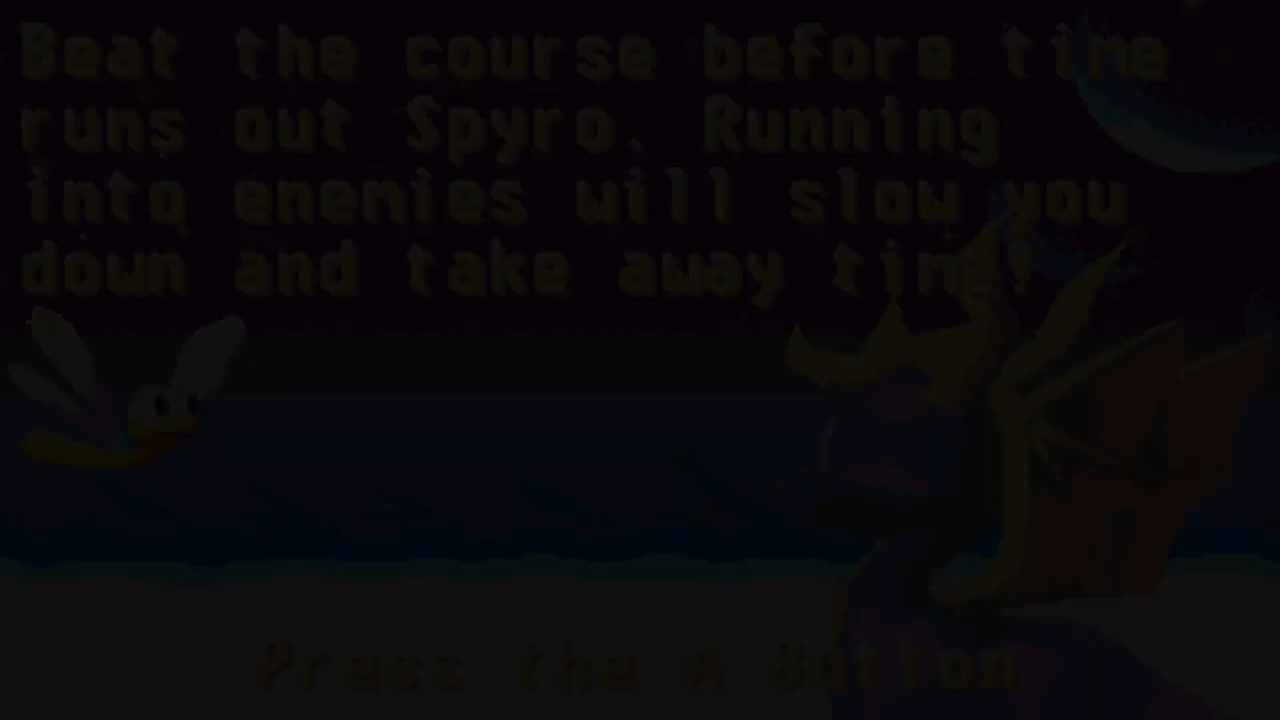 Beat the course before time
runs out Spyro. Running
into enemies will slow you
down and take away time!
Press the A Button